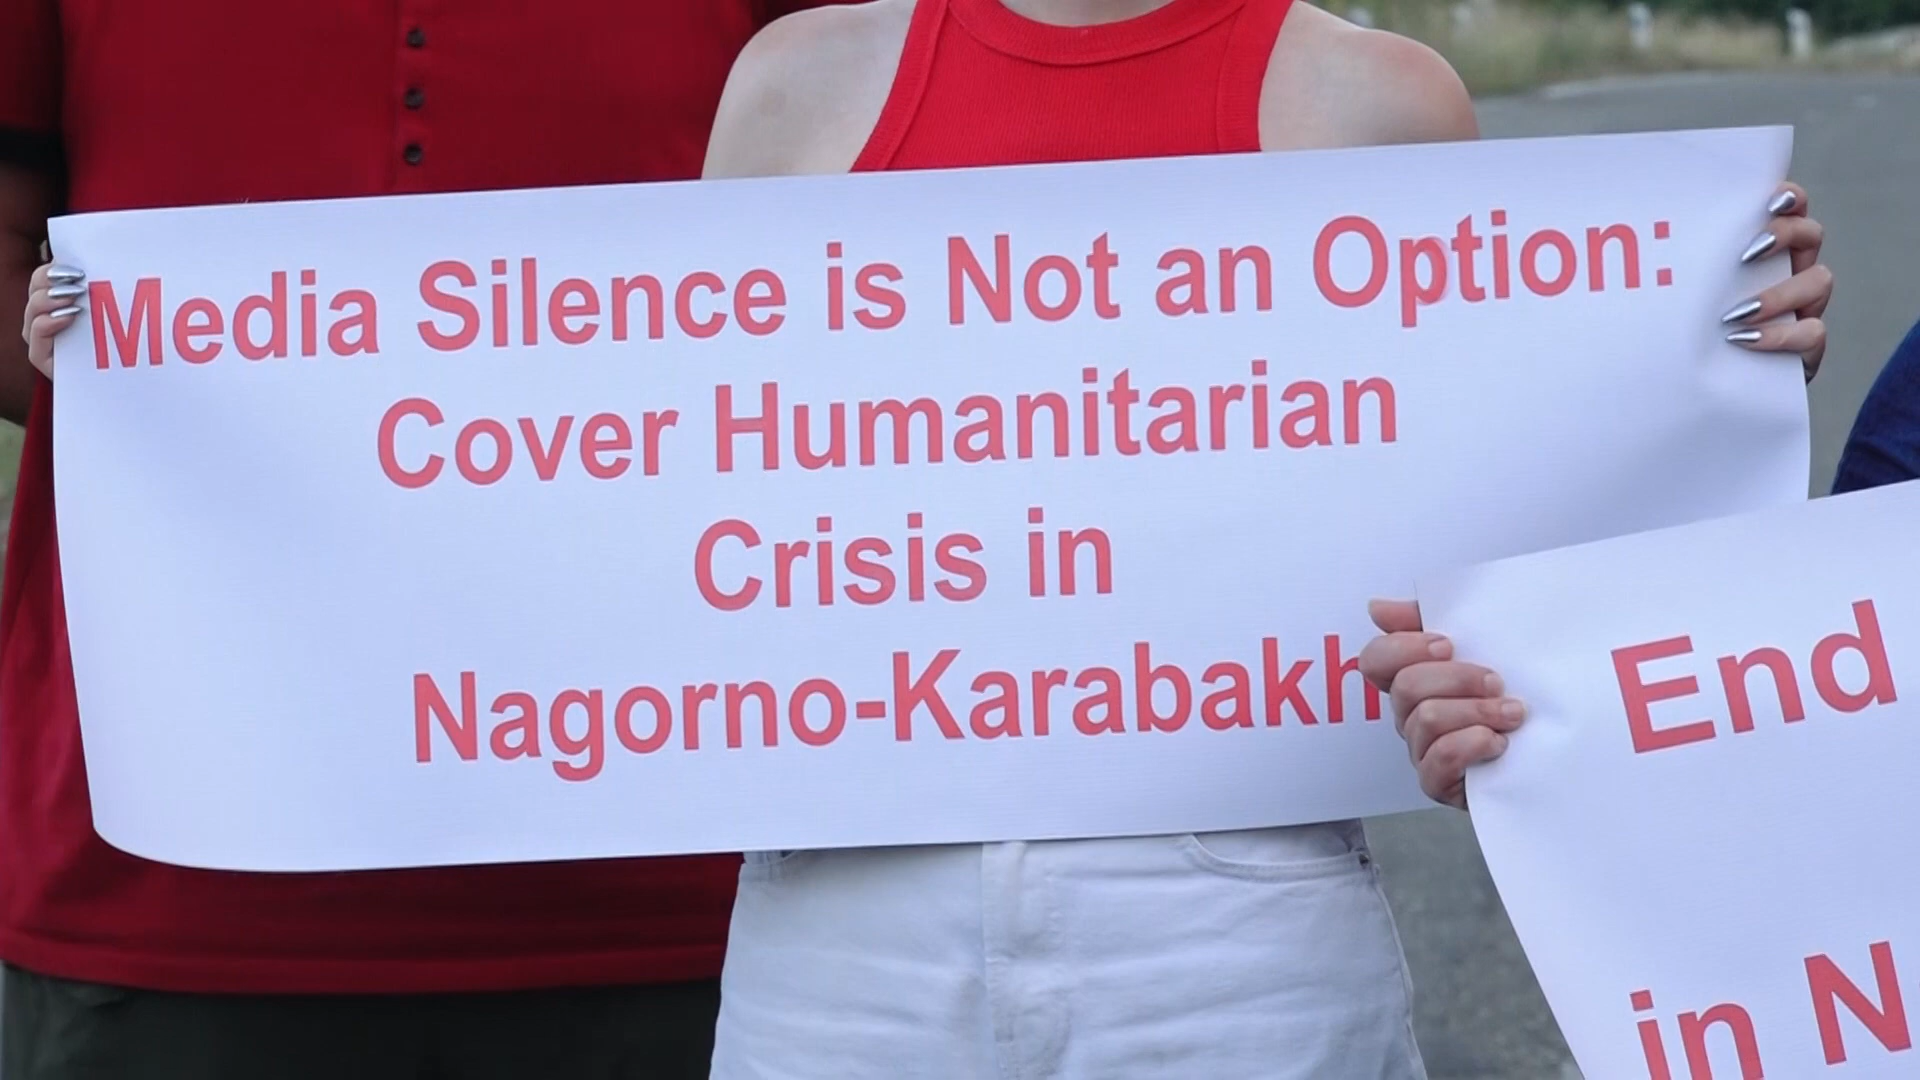 Media Silence is Not an Option:
Cover Humanitarian
Crisis in
Nagorno-Karabakh
End
in